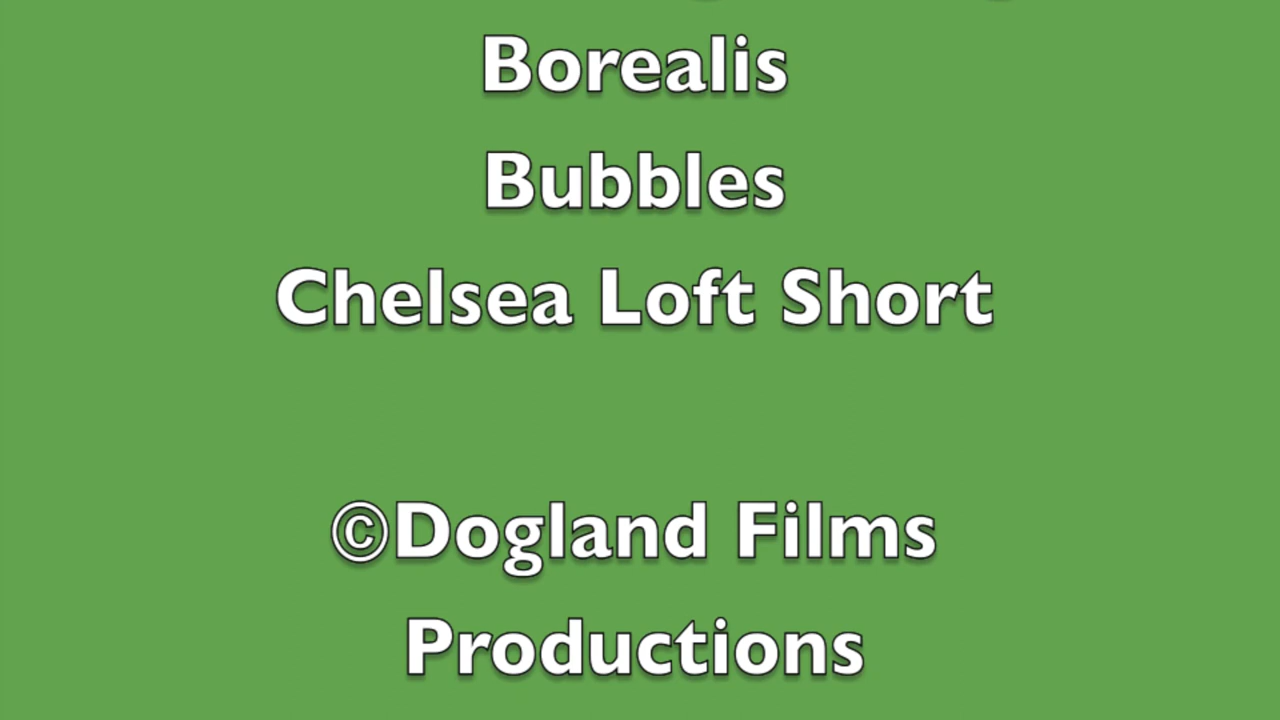 Borealis
Bubbles
Chelsea Loft Short
©Dogland Films
Productions